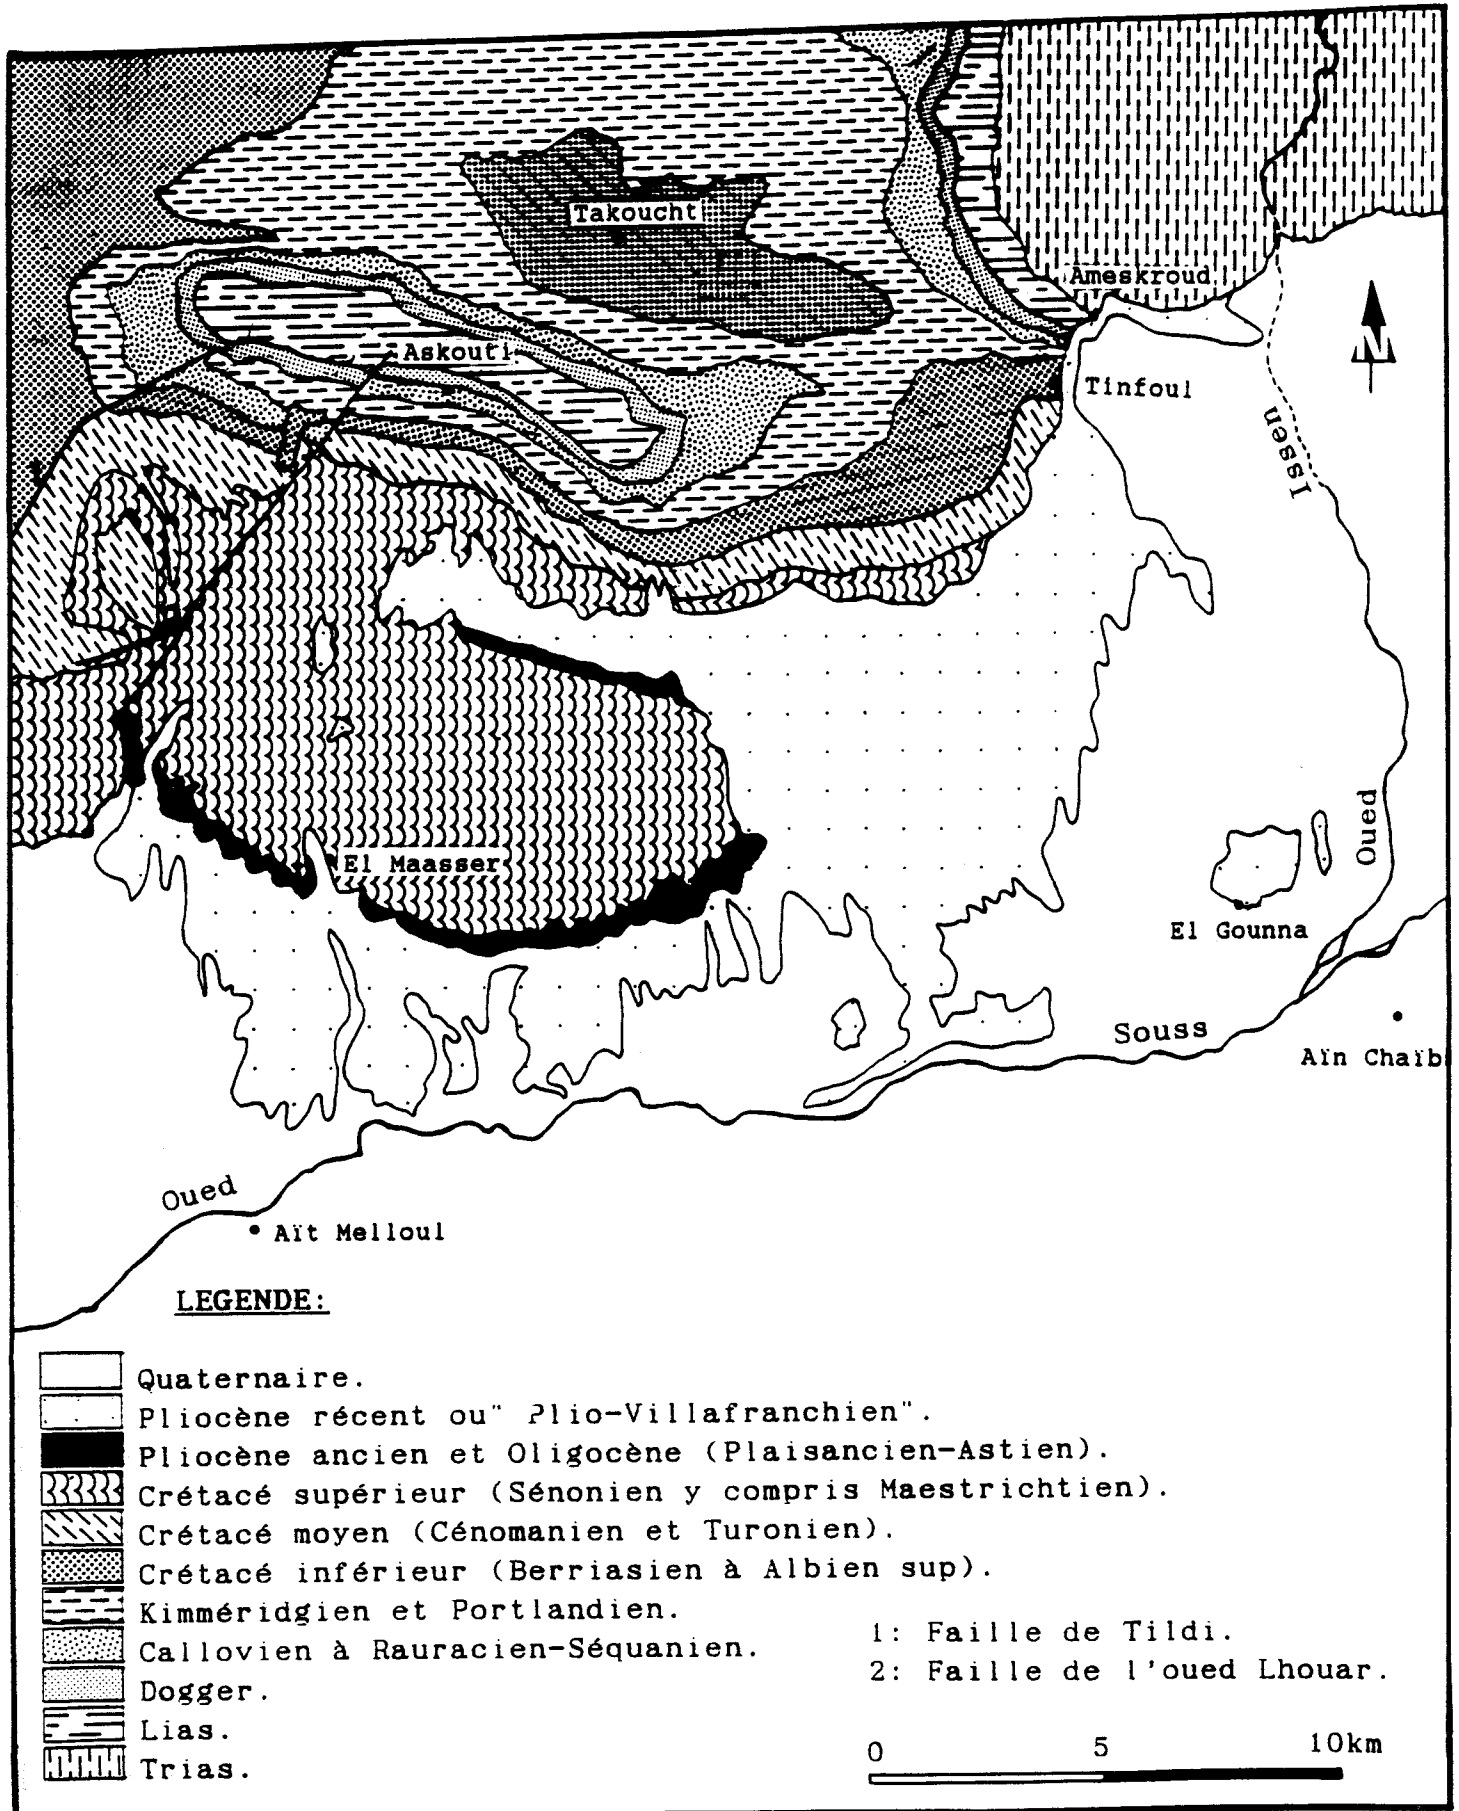 Takoucht
Ameskroud
N
Askouti
Tinfoul
Issen
Oued
El Maasser
El Gounna
Souss
Aïn Chaïb
Oued
Aït Melloul
LEGENDE:
Quaternaire.
Pliocène récent ou" Plio-Villafranchien".
Pliocène ancien et Oligocène (Plaisancien-Astien).
Crétacé supérieur (Sénonien y compris Maestrichtien).
Crétacé moyen (Cénomanien et Turonien).
Crétacé inférieur (Berriasien à Albien sup).
Kimméridgien et Portlandien.
Callovien à Rauracien-Séquanien.
Dogger.
Lias.
Trias.
1: Faille de Tildi.
2: Faille de l'oued Lhouar.
0 5 10km